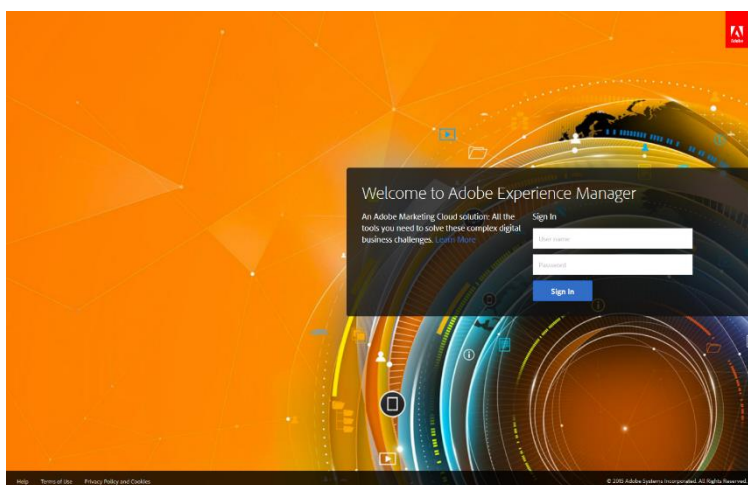 Adobe
Welcome to Adobe Experience Manager
An Adobe Marketing Cloud solution: All the
tools you need to solve these complex digital
business challenges. Learn More
Sign In
User name
Password
Sign In
Help Terms of Use Privacy Policy and Cookies
© 2015 Adobe Systems Incorporated. All Rights Reserved.